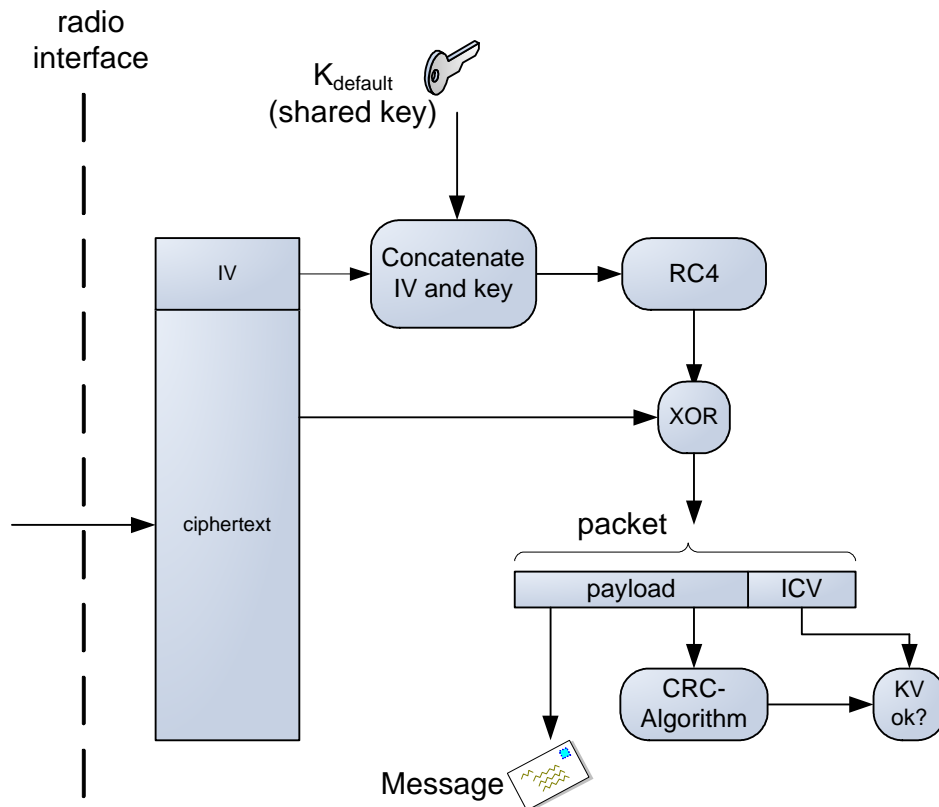 radio
interface
K_default
(shared key)
IV
Concatenate
IV and key
RC4
XOR
ciphertext
packet
payload
ICV
CRC-
Algorithm
KV
ok?
Message